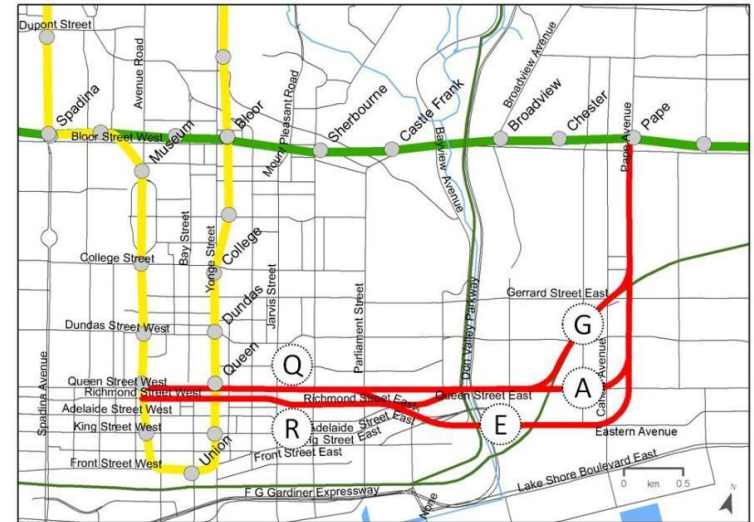 Dupont Street
Avenue Road
Mount Pleasant Road
Broadview Avenue
Spadina
Bloor Street West
Museum
Bloor
Sherbourne
Castle Frank
Bayview Avenue
Broadview
Chester
Pape
Pape Avenue
College Street
Bay Street
Yonge Street
College
Jarvis Street
Parliament Street
Don Valley Parkway
Gerrard Street East
G
Dundas Street West
Dundas
Queen
Q
A
Queen Street West
Richmond Street West
Richmond Street East
Queen Street East
Adelaide Street West
Spadina Avenue
King Street West
R
Adelaide Street East
Street East
E
Eastern Avenue
Front Street East
Front Street West
Union
Lake Shore Boulevard East
F G Gardiner Expressway
None
0 0.5
km
N